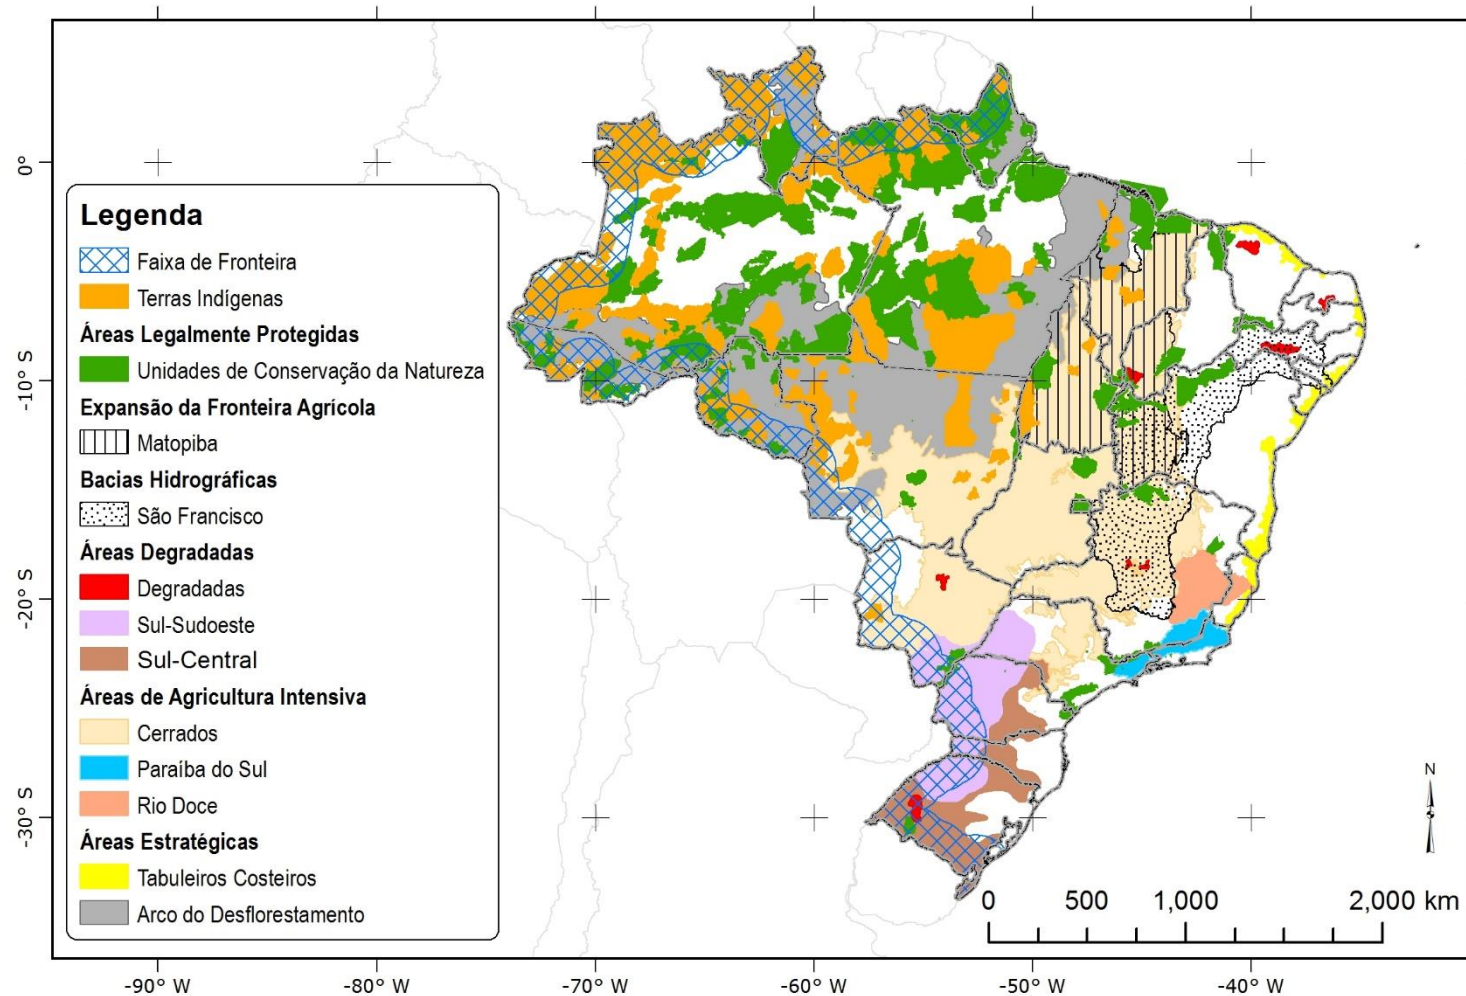 0°
-10° S
-20° S
-30° S
Legenda
Faixa de Fronteira
Terras Indígenas
Áreas Legalmente Protegidas
Unidades de Conservação da Natureza
Expansão da Fronteira Agrícola
Matopiba
Bacias Hidrográficas
São Francisco
Áreas Degradadas
Degradadas
Sul-Sudoeste
Sul-Central
Áreas de Agricultura Intensiva
Cerrados
Paraíba do Sul
Rio Doce
Áreas Estratégicas
Tabuleiros Costeiros
Arco do Desflorestamento
N
0 500 1,000 2,000 km
-90° W -80° W -70° W -60° W -50° W -40° W